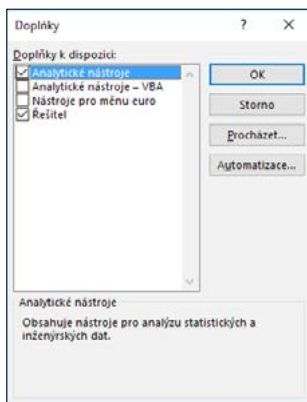 Doplňky
Doplňky k dispozici:
Analytické nástroje
Analytické nástroje – VBA
Nástroje pro měnu euro
Řešitel
OK
Storno
Procházet...
Automatizace...
Analytické nástroje
Obsahuje nástroje pro analýzu statistických a
inženýrských dat.